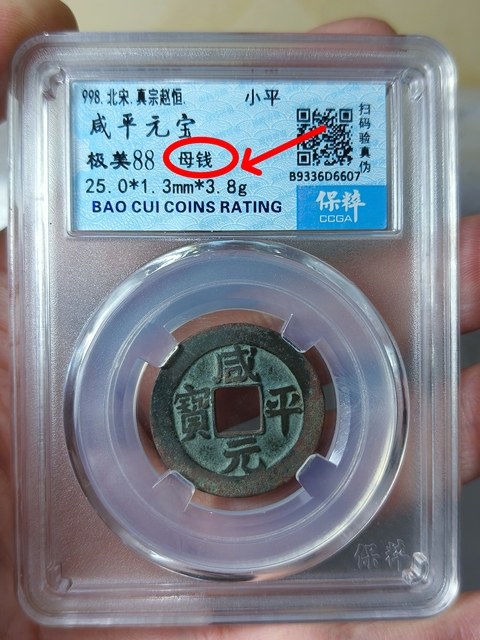 998. 北宋. 真宗赵恒. 小平
咸平元宝
极美88 母钱
25.0*1.3mm*3.8g
BAO CUI COINS RATING
扫码验真伪
B9336D6607
保粹
CCGA
咸平元寶
保粹